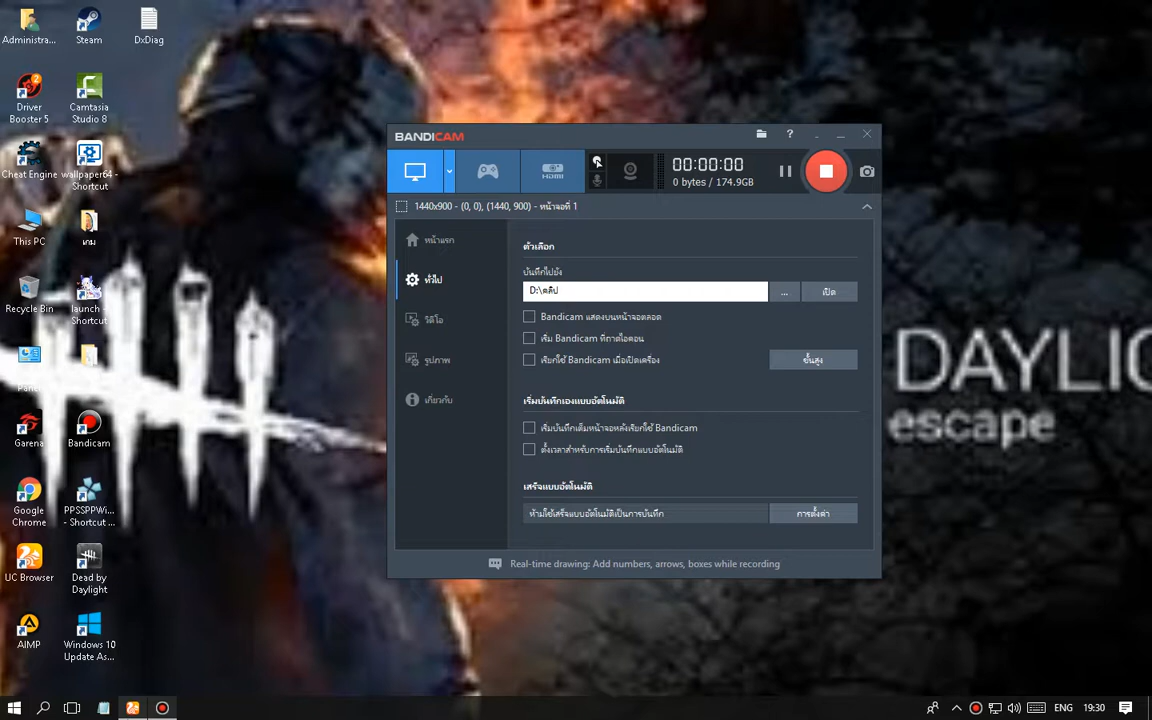 Administra...
Steam
DxDiag
Driver
Booster 5
Camtasia
Studio 8
Cheat Engine
wallpaper64 -
Shortcut
This PC
เกม
Recycle Bin
launch -
Shortcut
Garena
Bandicam
Google
Chrome
PPSSPPWi...
- Shortcut ...
UC Browser
Dead by
Daylight
AIMP
Windows 10
Update As...
BANDICAM
?
HDMI
00:00:00
0 bytes / 174.9GB
1440x900 - (0, 0), (1440, 900) - หน้าจอที่ 1
หน้าแรก
ทั่วไป
วิดีโอ
รูปภาพ
เกี่ยวกับ
ตัวเลือก
บันทึกไปยัง
D:\คลิป
...
เปิด
Bandicam แสดงบนหน้าจอตลอด
เริ่ม Bandicam ที่ถาดไอคอน
เรียกใช้ Bandicam เมื่อเปิดเครื่อง
ขั้นสูง
เริ่มบันทึกเองแบบอัตโนมัติ
เริ่มบันทึกเต็มหน้าจอหลังเรียกใช้ Bandicam
ตั้งเวลาสำหรับการเริ่มบันทึกแบบอัตโนมัติ
เสร็จแบบอัตโนมัติ
ห้ามใช้เสร็จแบบอัตโนมัติเป็นการบันทึก
การตั้งค่า
Real-time drawing: Add numbers, arrows, boxes while recording
DAYLIG
escape
ENG
19:30